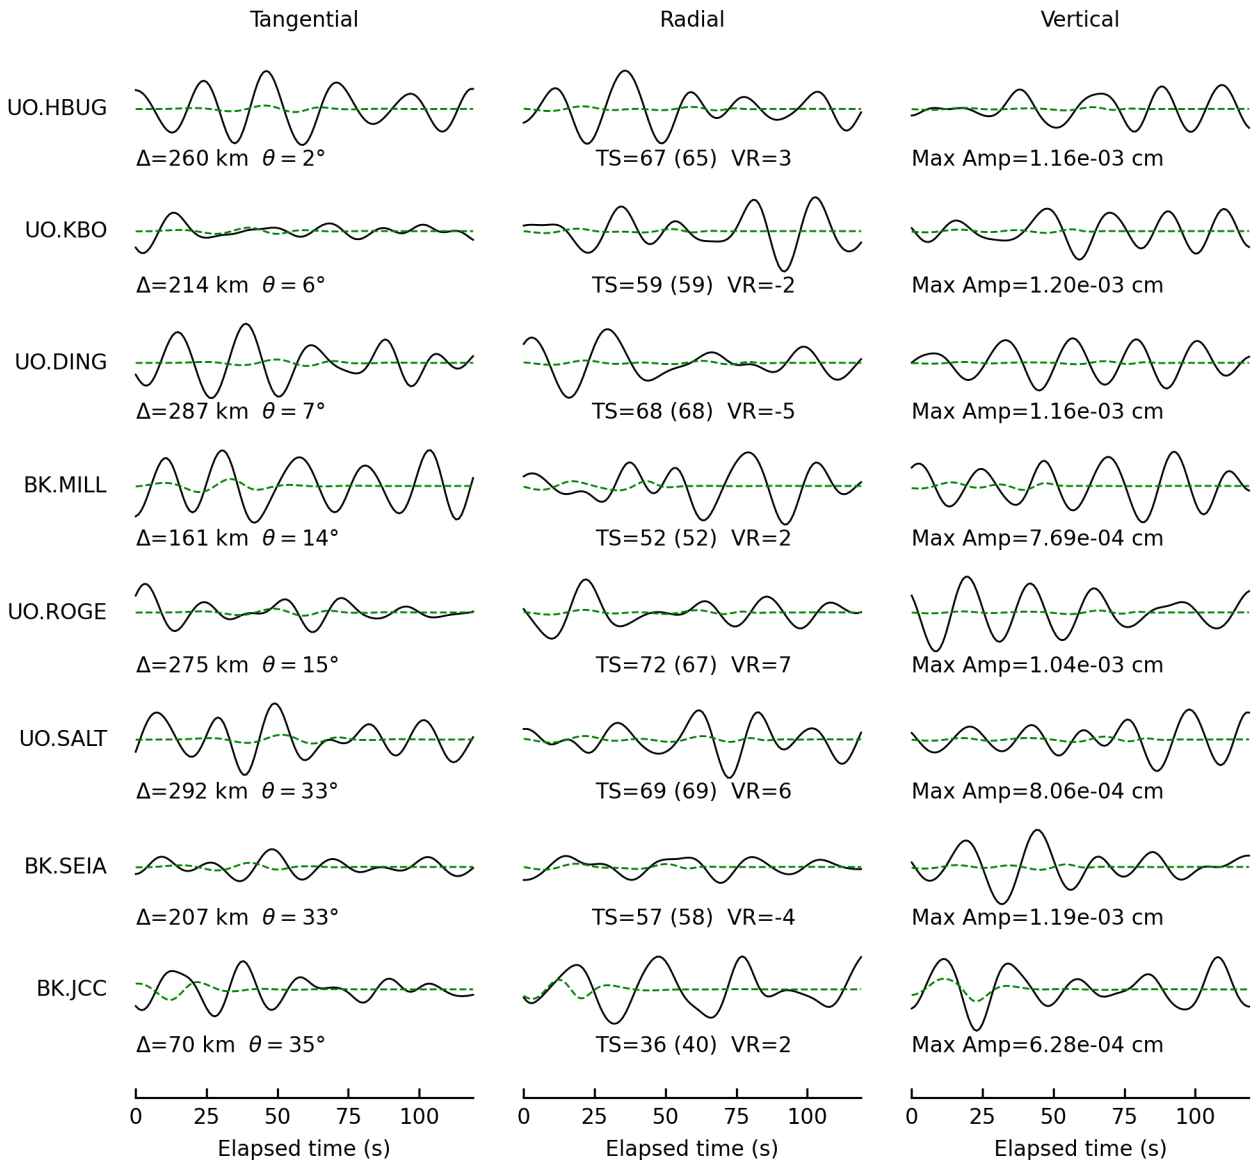 Tangential Radial Vertical
UO.HBUG
Δ=260 km θ = 2° TS=67 (65) VR=3 Max Amp=1.16e-03 cm
UO.KBO
Δ=214 km θ = 6° TS=59 (59) VR=-2 Max Amp=1.20e-03 cm
UO.DING
Δ=287 km θ = 7° TS=68 (68) VR=-5 Max Amp=1.16e-03 cm
BK.MILL
Δ=161 km θ = 14° TS=52 (52) VR=2 Max Amp=7.69e-04 cm
UO.ROGE
Δ=275 km θ = 15° TS=72 (67) VR=7 Max Amp=1.04e-03 cm
UO.SALT
Δ=292 km θ = 33° TS=69 (69) VR=6 Max Amp=8.06e-04 cm
BK.SEIA
Δ=207 km θ = 33° TS=57 (58) VR=-4 Max Amp=1.19e-03 cm
BK.JCC
Δ=70 km θ = 35° TS=36 (40) VR=2 Max Amp=6.28e-04 cm
0 25 50 75 100 0 25 50 75 100 0 25 50 75 100
Elapsed time (s) Elapsed time (s) Elapsed time (s)